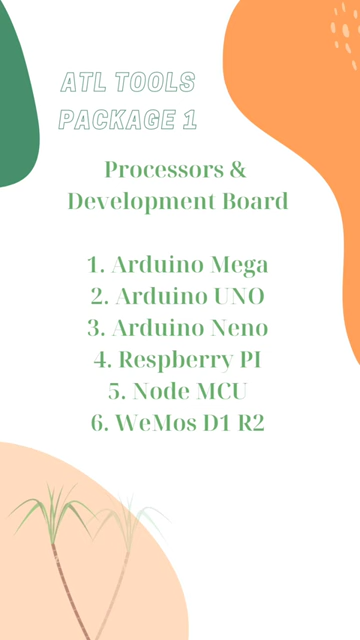 ATL TOOLS
PACKAGE 1
Processors &
Development Board
1. Arduino Mega
2. Arduino UNO
3. Arduino Neno
4. Respberry PI
5. Node MCU
6. WeMos D1 R2